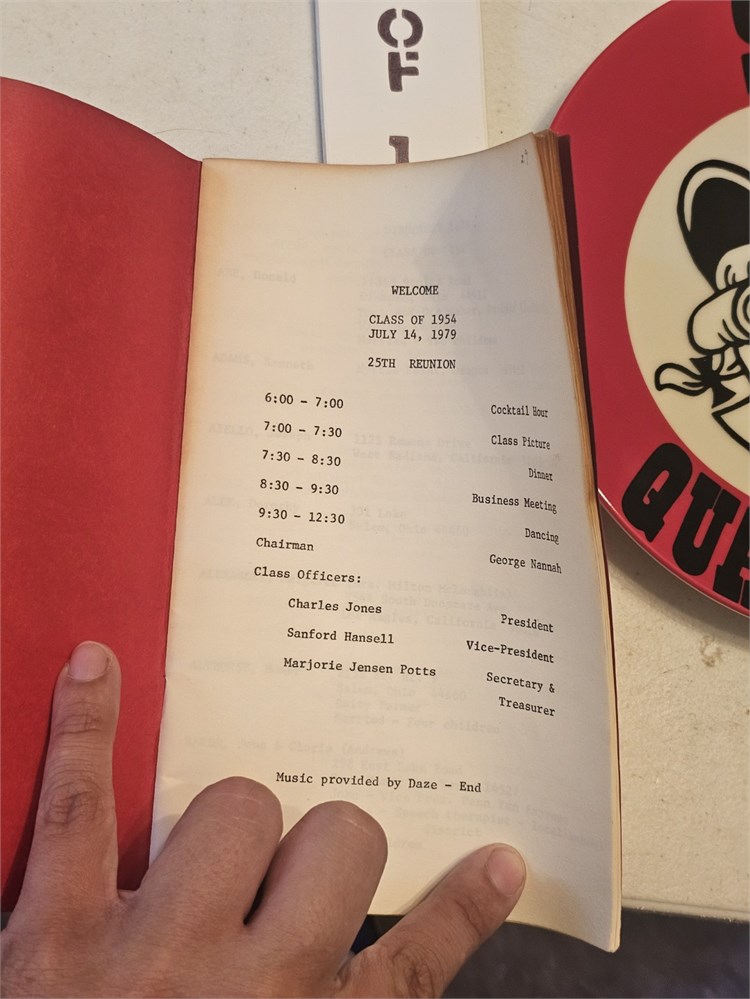 OF 1
WELCOME
CLASS OF 1954
JULY 14, 1979
25TH REUNION
6:00 - 7:00 Cocktail Hour
7:00 - 7:30 Class Picture
7:30 - 8:30 Dinner
8:30 - 9:30 Business Meeting
9:30 - 12:30 Dancing
Chairman George Nannah
Class Officers:
Charles Jones President
Sanford Hansell Vice-President
Marjorie Jensen Potts Secretary &
Treasurer
Music provided by Daze - End